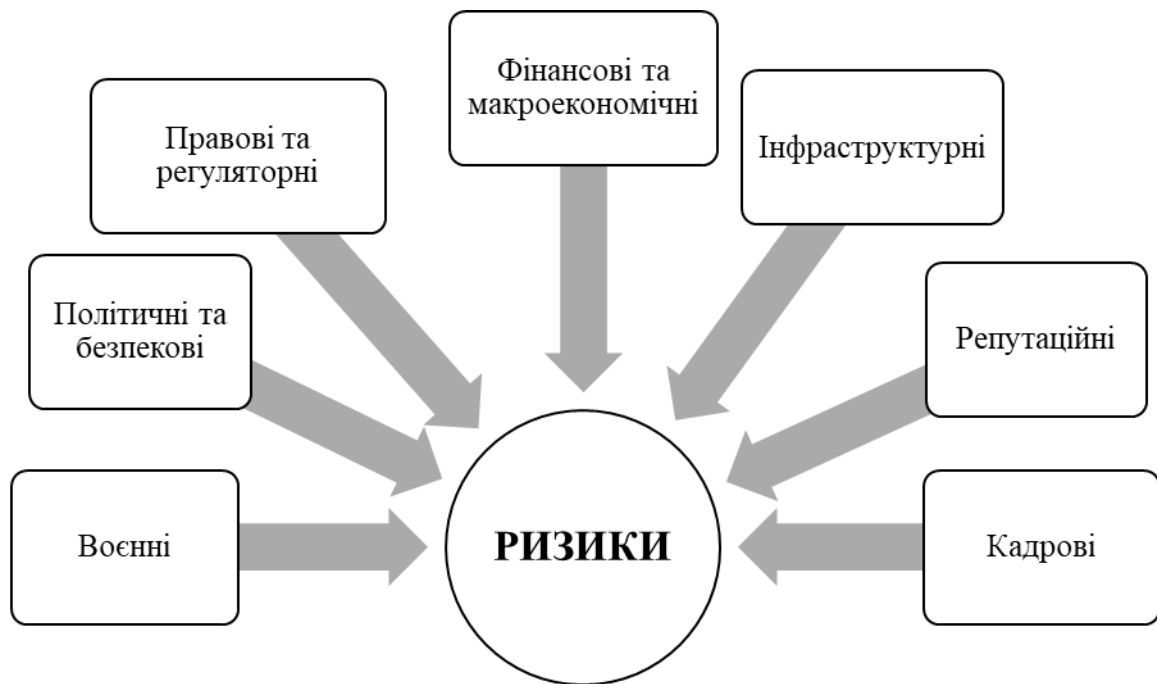 Фінансові та
макроекономічні
Правові та
регуляторні
Інфраструктурні
Політичні та
безпекові
Репутаційні
Воєнні
РИЗИКИ
Кадрові